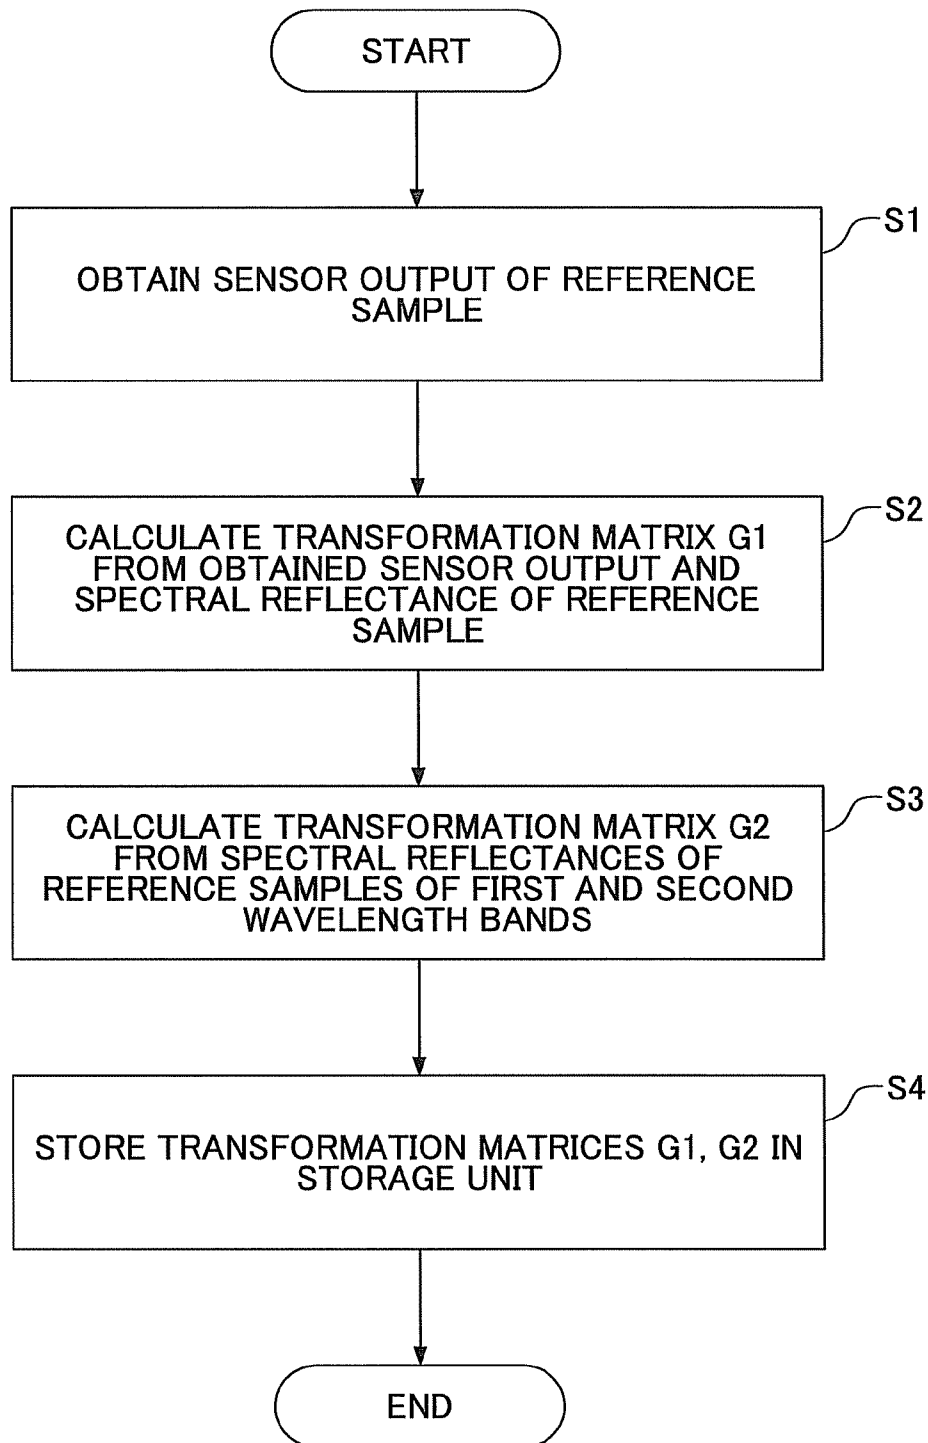 START
S1
OBTAIN SENSOR OUTPUT OF REFERENCE
SAMPLE
S2
CALCULATE TRANSFORMATION MATRIX G1
FROM OBTAINED SENSOR OUTPUT AND
SPECTRAL REFLECTANCE OF REFERENCE
SAMPLE
S3
CALCULATE TRANSFORMATION MATRIX G2
FROM SPECTRAL REFLECTANCES OF
REFERENCE SAMPLES OF FIRST AND SECOND
WAVELENGTH BANDS
S4
STORE TRANSFORMATION MATRICES G1, G2 IN
STORAGE UNIT
END